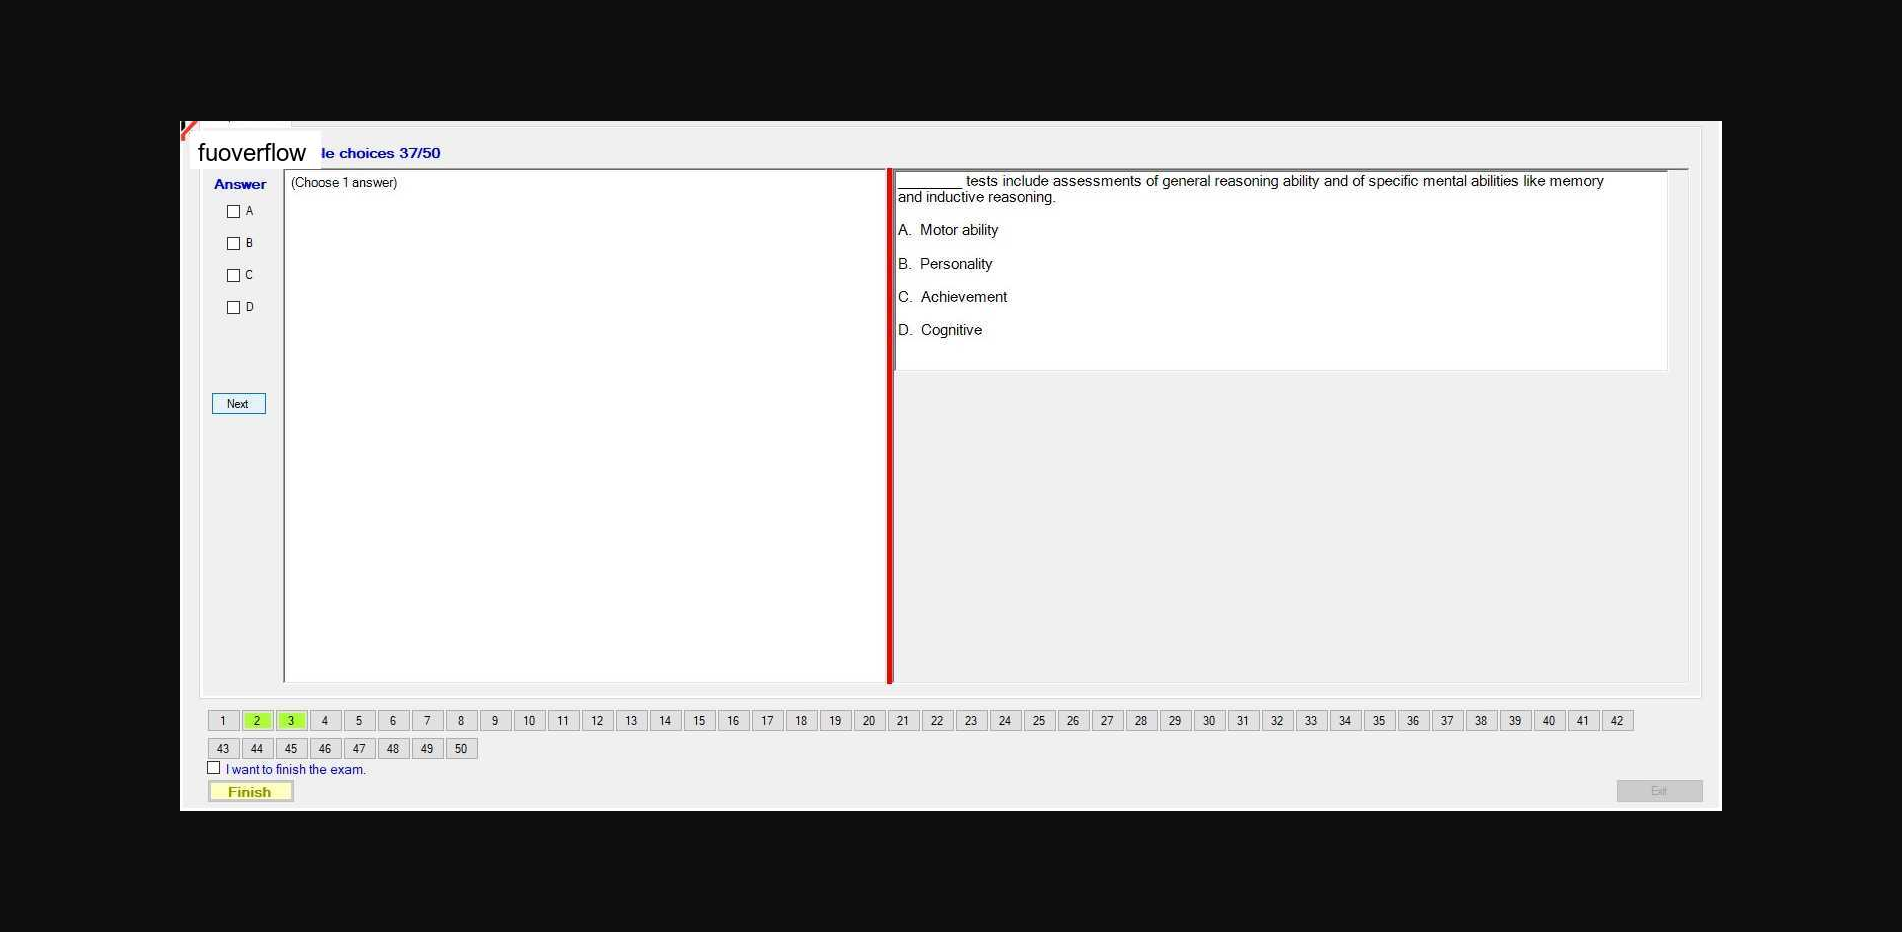 fuoverflow
le choices 37/50
Answer
(Choose 1 answer)
A
B
C
D
Next
________ tests include assessments of general reasoning ability and of specific mental abilities like memory
and inductive reasoning.
A. Motor ability
B. Personality
C. Achievement
D. Cognitive
1 2 3 4 5 6 7 8 9 10 11 12 13 14 15 16 17 18 19 20 21 22 23 24 25 26 27 28 29 30 31 32 33 34 35 36 37 38 39 40 41 42
43 44 45 46 47 48 49 50
I want to finish the exam.
Finish
Exit